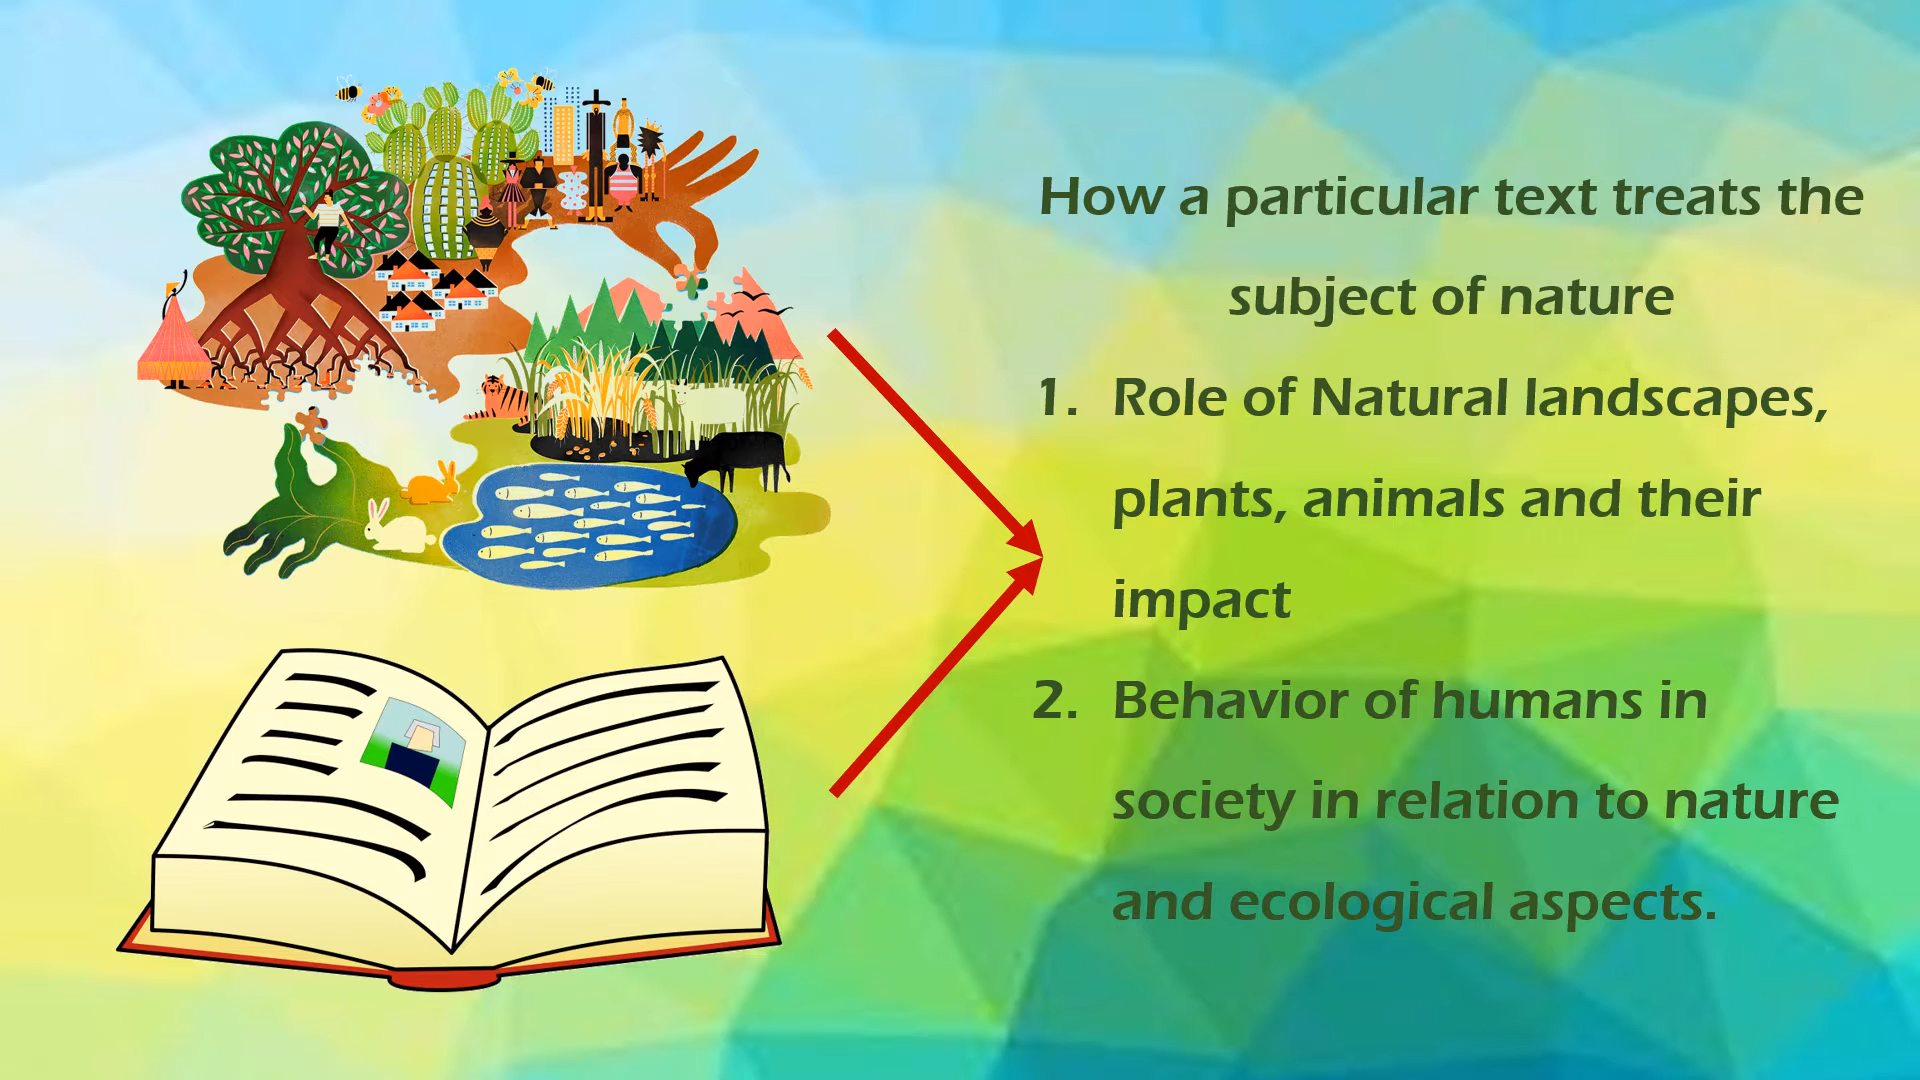 How a particular text treats the
subject of nature
1. Role of Natural landscapes,
plants, animals and their
impact
2. Behavior of humans in
society in relation to nature
and ecological aspects.